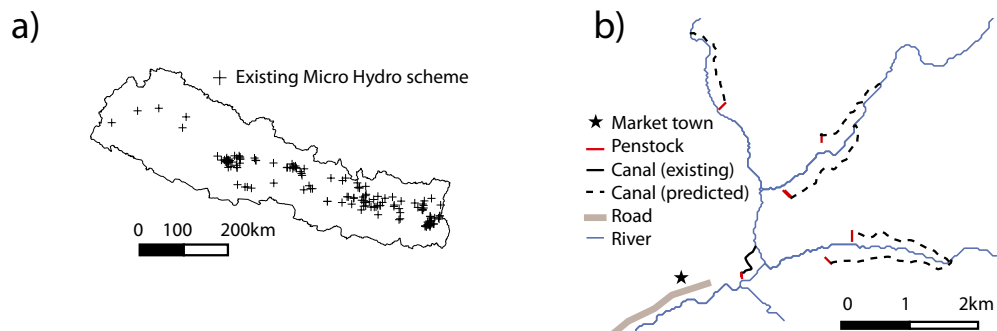 a)
Existing Micro Hydro scheme
0 100 200km
b)
Market town
Penstock
Canal (existing)
Canal (predicted)
Road
River
0 1 2km